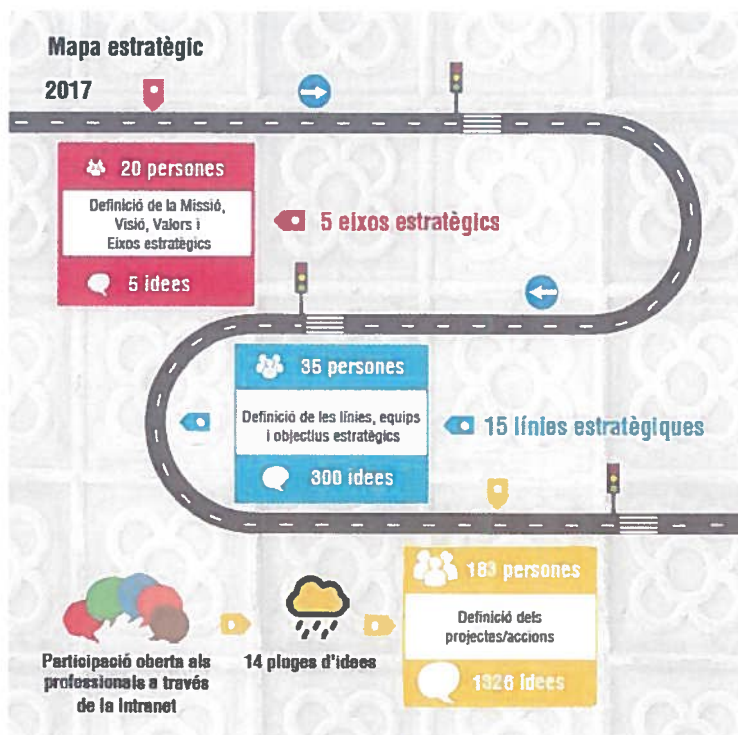 Mapa estratègic
2017
20 persones
Definició de la Missió,
Visió, Valors i
Eixos estratègics
5 idees
5 eixos estratègics
35 persones
Definició de les línies, equips
i objectius estratègics
300 idees
15 línies estratègiques
183 persones
Definició dels
projectes/accions
1326 idees
Participació oberta als
professionals a través
de la Intranet
14 pluges d'idees